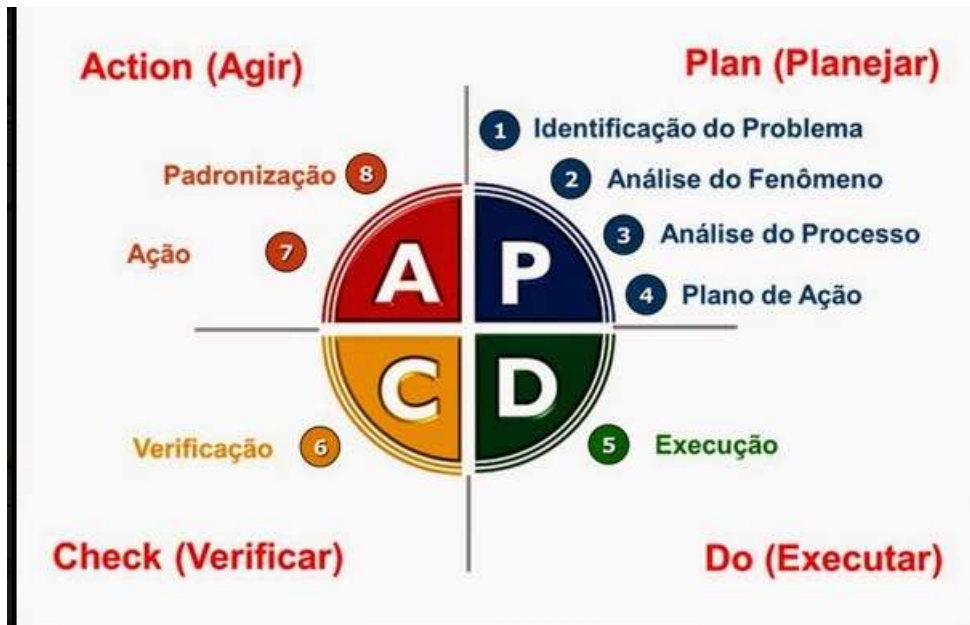 Action (Agir)
Plan (Planejar)
1 Identificação do Problema
2 Análise do Fenômeno
3 Análise do Processo
4 Plano de Ação
Padronização 8
Ação 7
A P
C D
Verificação 6
5 Execução
Check (Verificar)
Do (Executar)